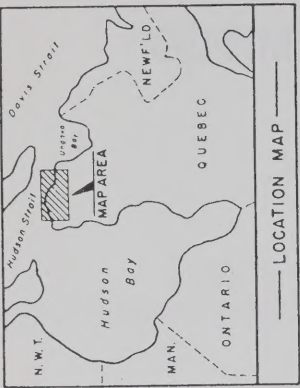 Davis Strait
Hudson Strait
N.W.T.
Ungava
Bay
NEWF'LD
MAP AREA
Hudson
Bay
QUEBEC
MAN.
ONTARIO
— LOCATION MAP —